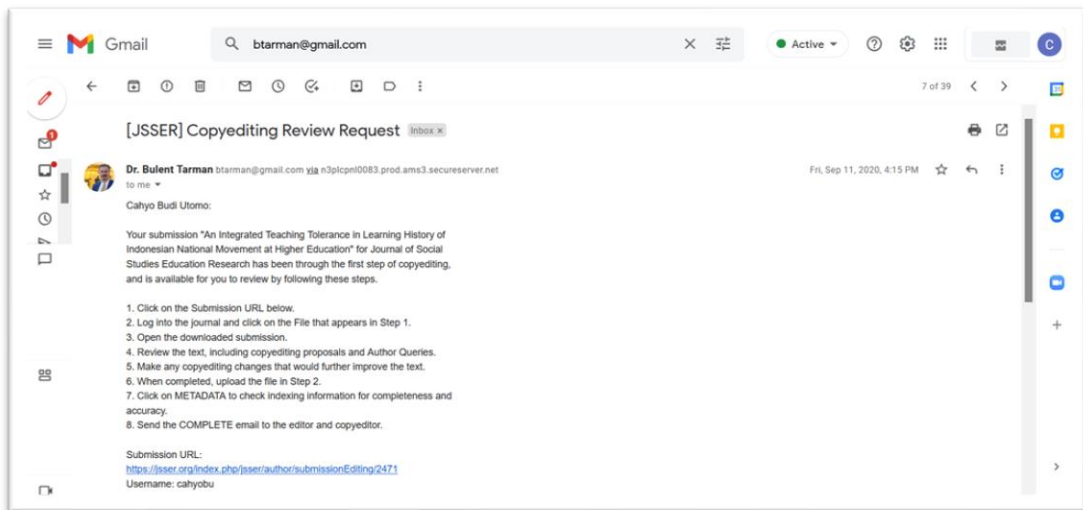 Gmail
btarman@gmail.com
Active
C
7 of 39
1
[JSSER] Copyediting Review Request Inbox ×
Dr. Bulent Tarman btarman@gmail.com via n3plcpnl0083.prod.ams3.secureserver.net
Fri, Sep 11, 2020, 4:15 PM
to me
Cahyo Budi Utomo:
Your submission "An Integrated Teaching Tolerance in Learning History of
Indonesian National Movement at Higher Education" for Journal of Social
Studies Education Research has been through the first step of copyediting,
and is available for you to review by following these steps.
1. Click on the Submission URL below.
2. Log into the journal and click on the File that appears in Step 1.
3. Open the downloaded submission.
4. Review the text, including copyediting proposals and Author Queries.
5. Make any copyediting changes that would further improve the text.
6. When completed, upload the file in Step 2.
7. Click on METADATA to check indexing information for completeness and
accuracy.
8. Send the COMPLETE email to the editor and copyeditor.
Submission URL:
https://jsser.org/index.php/jsser/author/submissionEditing/2471
Username: cahyobu